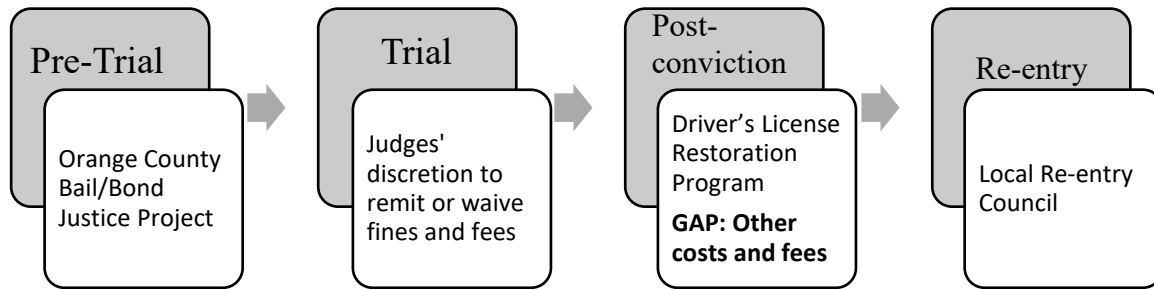 Pre-Trial
Orange County
Bail/Bond
Justice Project
Trial
Judges'
discretion to
remit or waive
fines and fees
Post-
conviction
Driver’s License
Restoration
Program
GAP: Other
costs and fees
Re-entry
Local Re-entry
Council